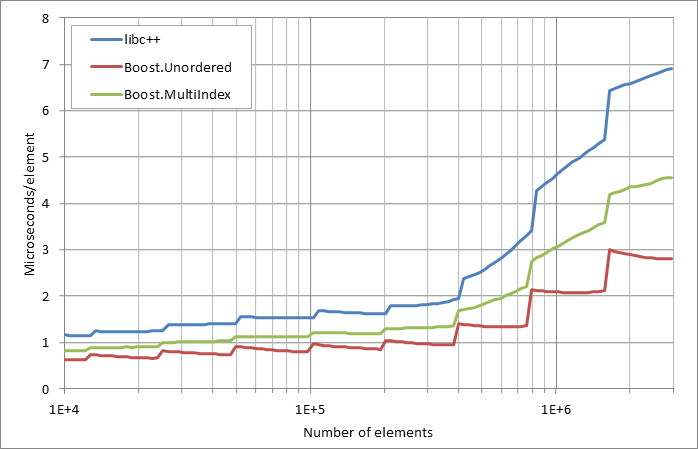 8
7
6
5
4
3
2
1
0
Microseconds/element
libc++
Boost.Unordered
Boost.MultiIndex
1E+4
1E+5
1E+6
Number of elements